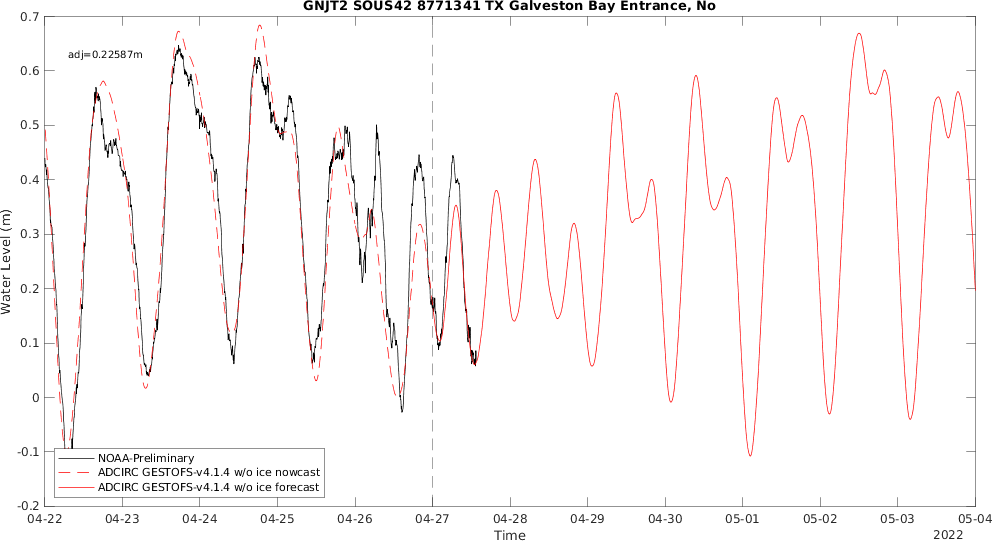 GNJT2 SOUS42 8771341 TX Galveston Bay Entrance, No
adj=0.22587m
0.7
0.6
0.5
0.4
0.3
0.2
0.1
0
-0.1
-0.2
Water Level (m)
NOAA-Preliminary
ADCIRC GESTOFS-v4.1.4 w/o ice nowcast
ADCIRC GESTOFS-v4.1.4 w/o ice forecast
04-22 04-23 04-24 04-25 04-26 04-27 04-28 04-29 04-30 05-01 05-02 05-03 05-04
Time
2022